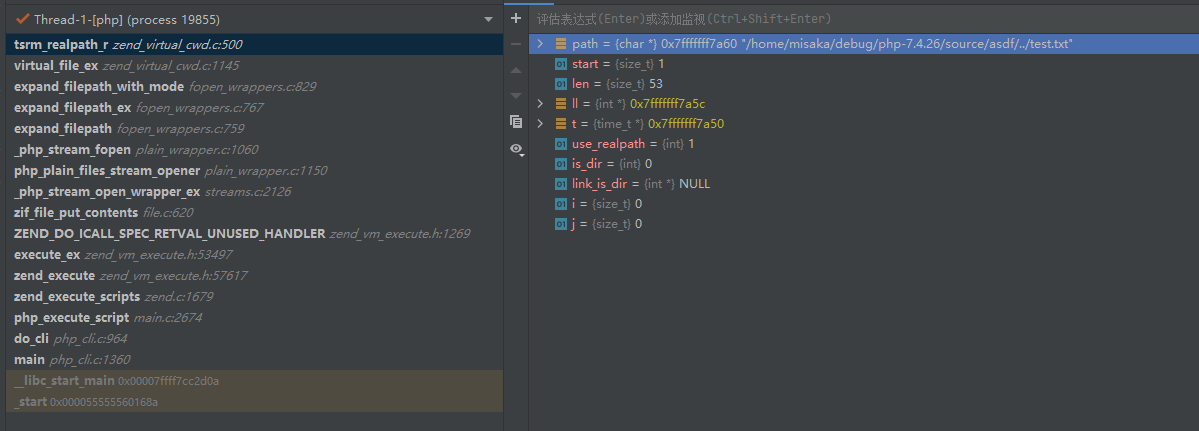 Thread-1-[php] (process 19855)
tsrm_realpath_r zend_virtual_cwd.c:500
virtual_file_ex zend_virtual_cwd.c:1145
expand_filepath_with_mode fopen_wrappers.c:829
expand_filepath_ex fopen_wrappers.c:767
expand_filepath fopen_wrappers.c:759
_php_stream_fopen plain_wrapper.c:1060
php_plain_files_stream_opener plain_wrapper.c:1150
_php_stream_open_wrapper_ex streams.c:2126
zif_file_put_contents file.c:620
ZEND_DO_ICALL_SPEC_RETVAL_UNUSED_HANDLER zend_vm_execute.h:1269
execute_ex zend_vm_execute.h:53497
zend_execute zend_vm_execute.h:57617
zend_execute_scripts zend.c:1679
php_execute_script main.c:2674
do_cli php_cli.c:964
main php_cli.c:1360
__libc_start_main 0x00007ffff7cc2d0a
_start 0x000055555560168a
评估表达式(Enter)或添加监视(Ctrl+Shift+Enter)
path = {char *} 0x7fffffff7a60 "/home/misaka/debug/php-7.4.26/source/asdf/../test.txt"
start = {size_t} 1
len = {size_t} 53
ll = {int *} 0x7fffffff7a5c
t = {time_t *} 0x7fffffff7a50
use_realpath = {int} 1
is_dir = {int} 0
link_is_dir = {int *} NULL
i = {size_t} 0
j = {size_t} 0